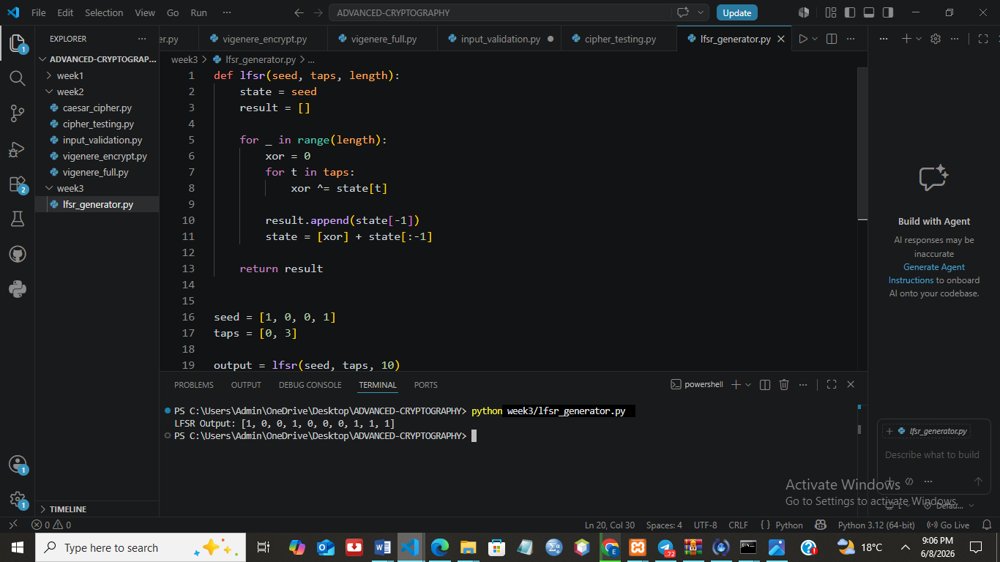 File Edit Selection View Go Run ··· ADVANCED-CRYPTOGRAPHY Update
EXPLORER ···
ADVANCED-CRYPTOGRAP...
week1
week2
caesar_cipher.py
cipher_testing.py
input_validation.py
vigenere_encrypt.py
vigenere_full.py
week3
lfsr_generator.py
TIMELINE
1
2
1
1
er.py vigenere_encrypt.py vigenere_full.py input_validation.py cipher_testing.py lfsr_generator.py
week3 > lfsr_generator.py > ...
1 def lfsr(seed, taps, length):
2     state = seed
3     result = []
4
5     for _ in range(length):
6         xor = 0
7         for t in taps:
8             xor ^= state[t]
9
10         result.append(state[-1])
11         state = [xor] + state[:-1]
12
13     return result
14
15
16 seed = [1, 0, 0, 1]
17 taps = [0, 3]
18
19 output = lfsr(seed, taps, 10)
PROBLEMS OUTPUT DEBUG CONSOLE TERMINAL PORTS powershell
PS C:\Users\Admin\OneDrive\Desktop\ADVANCED-CRYPTOGRAPHY> python week3/lfsr_generator.py
LFSR Output: [1, 0, 0, 1, 0, 0, 0, 1, 1, 1]
PS C:\Users\Admin\OneDrive\Desktop\ADVANCED-CRYPTOGRAPHY>
Build with Agent
AI responses may be
inaccurate
Generate Agent
Instructions to onboard
AI onto your codebase.
lfsr_generator.py
Describe what to build
Activate Windows
Go to Settings to activate Windows.
0 0 Ln 20, Col 30 Spaces: 4 UTF-8 CRLF { } Python Python 3.12 (64-bit) Go Live
Type here to search 72 18°C 9:06 PM
6/8/2026